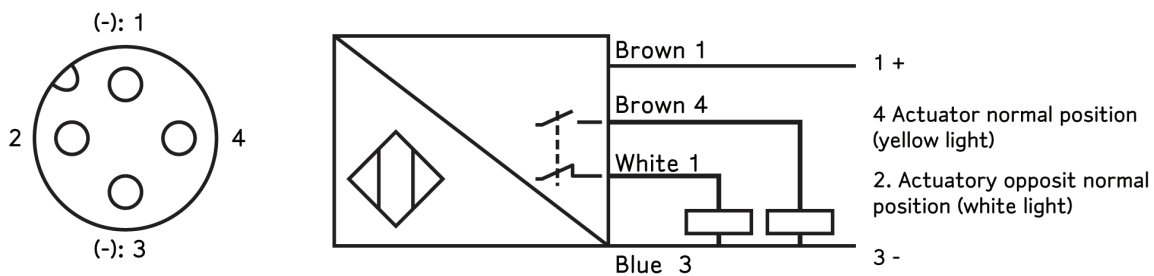 (-): 1
2
4
(-): 3
Brown 1
Brown 4
White 1
Blue 3
1 +
4 Actuator normal position
(yellow light)
2. Actuatory opposit normal
position (white light)
3 -